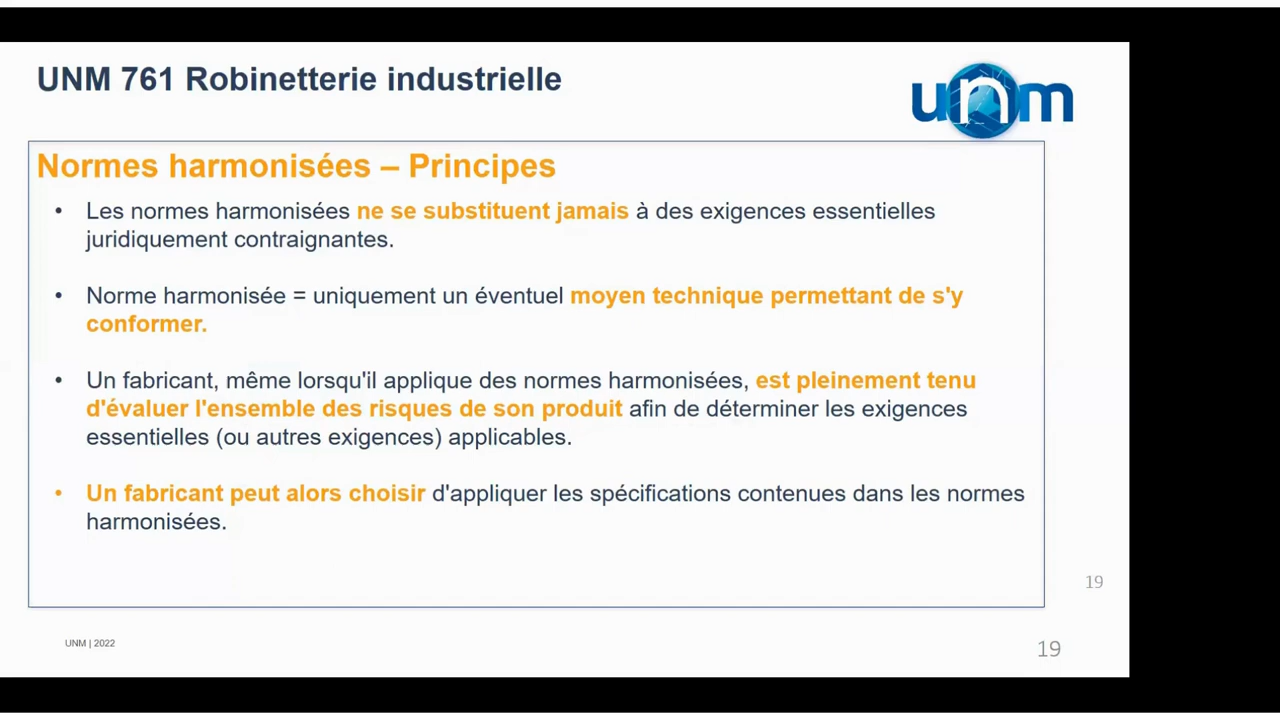 UNM 761 Robinetterie industrielle
unm
Normes harmonisées – Principes
• Les normes harmonisées ne se substituent jamais à des exigences essentielles
juridiquement contraignantes.
• Norme harmonisée = uniquement un éventuel moyen technique permettant de s'y
conformer.
• Un fabricant, même lorsqu'il applique des normes harmonisées, est pleinement tenu
d'évaluer l'ensemble des risques de son produit afin de déterminer les exigences
essentielles (ou autres exigences) applicables.
• Un fabricant peut alors choisir d'appliquer les spécifications contenues dans les normes
harmonisées.
19
UNM | 2022
19